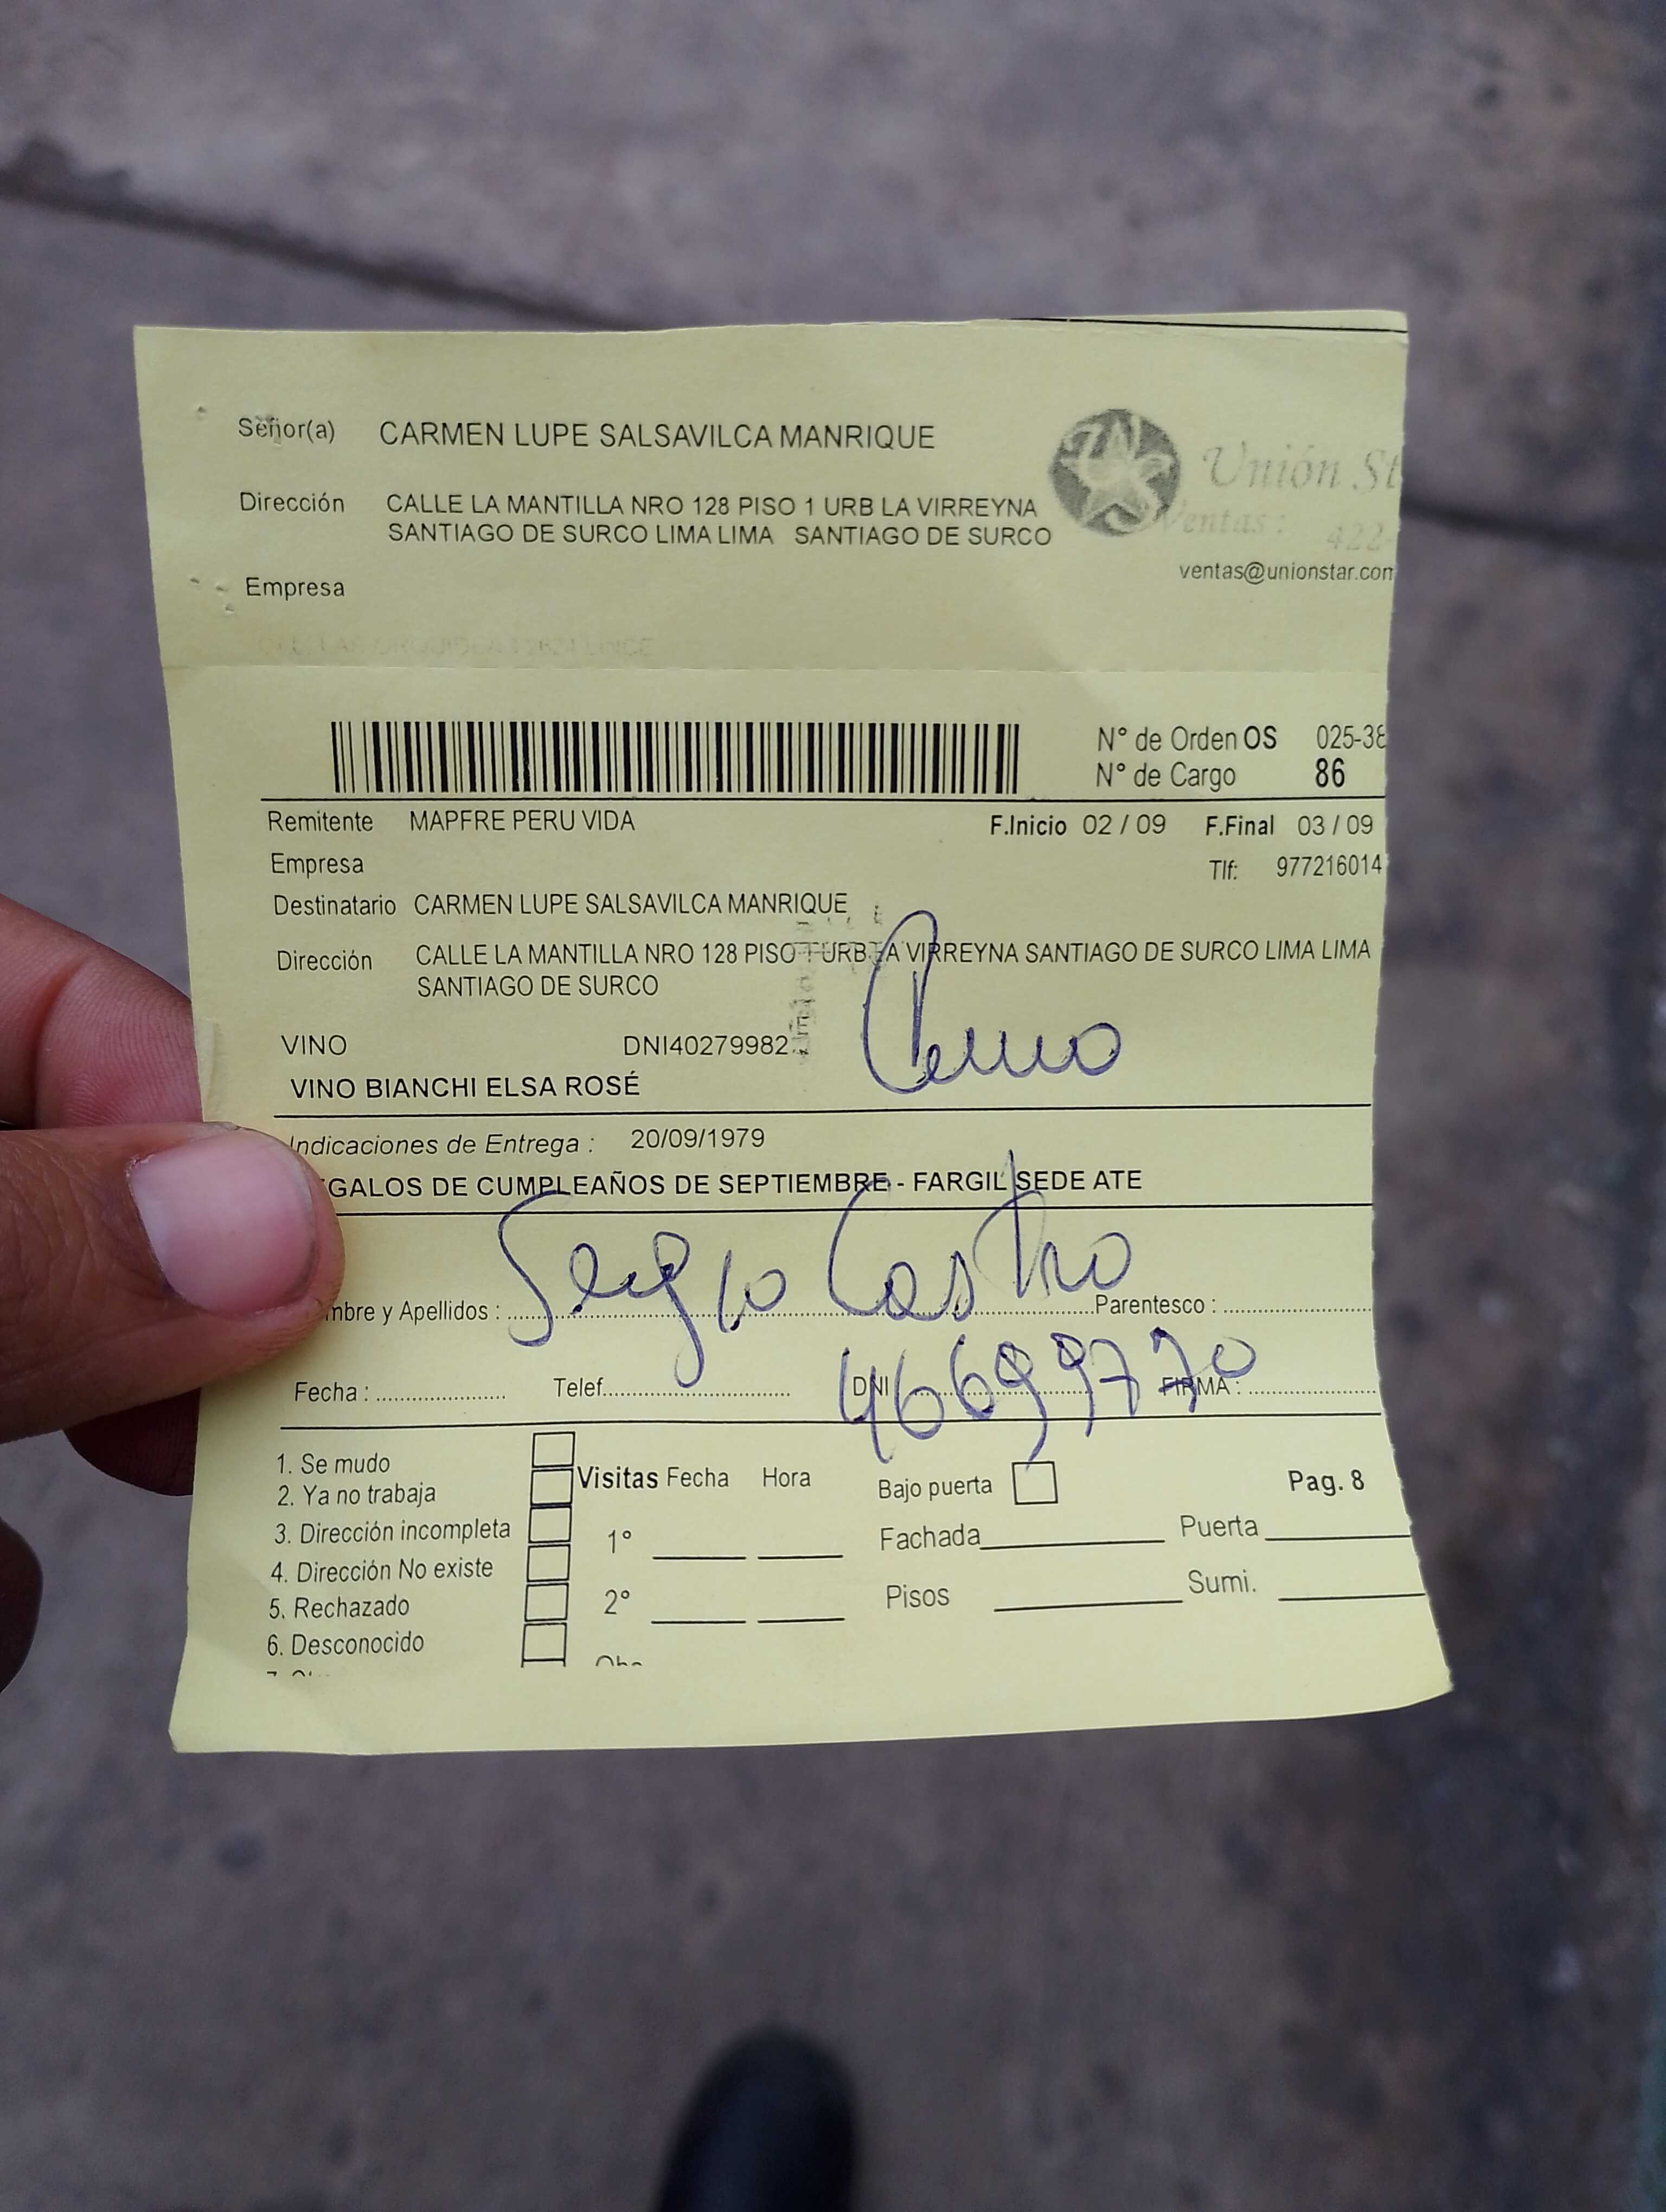 Señor(a) CARMEN LUPE SALSAVILCA MANRIQUE
Unión St
Dirección CALLE LA MANTILLA NRO 128 PISO 1 URB LA VIRREYNA
SANTIAGO DE SURCO LIMA LIMA SANTIAGO DE SURCO
Ventas: 422-
ventas@unionstar.com
Empresa
N° de Orden OS 025-38
N° de Cargo 86
Remitente MAPFRE PERU VIDA F.Inicio 02 / 09 F.Final 03 / 09
Empresa Tlf: 977216014
Destinatario CARMEN LUPE SALSAVILCA MANRIQUE
Dirección CALLE LA MANTILLA NRO 128 PISO 1 URB LA VIRREYNA SANTIAGO DE SURCO LIMA LIMA
SANTIAGO DE SURCO
VINO DNI40279982
VINO BIANCHI ELSA ROSÉ
Indicaciones de Entrega : 20/09/1979
EGALOS DE CUMPLEAÑOS DE SEPTIEMBRE - FARGIL SEDE ATE
Sergio Castro
mbre y Apellidos : Parentesco :
46699770
Fecha : Telef. DNI FIRMA :
1. Se mudo
2. Ya no trabaja
3. Dirección incompleta
4. Dirección No existe
5. Rechazado
6. Desconocido
Visitas Fecha Hora
1°
2°
Bajo puerta Pag. 8
Fachada Puerta
Pisos Sumi.